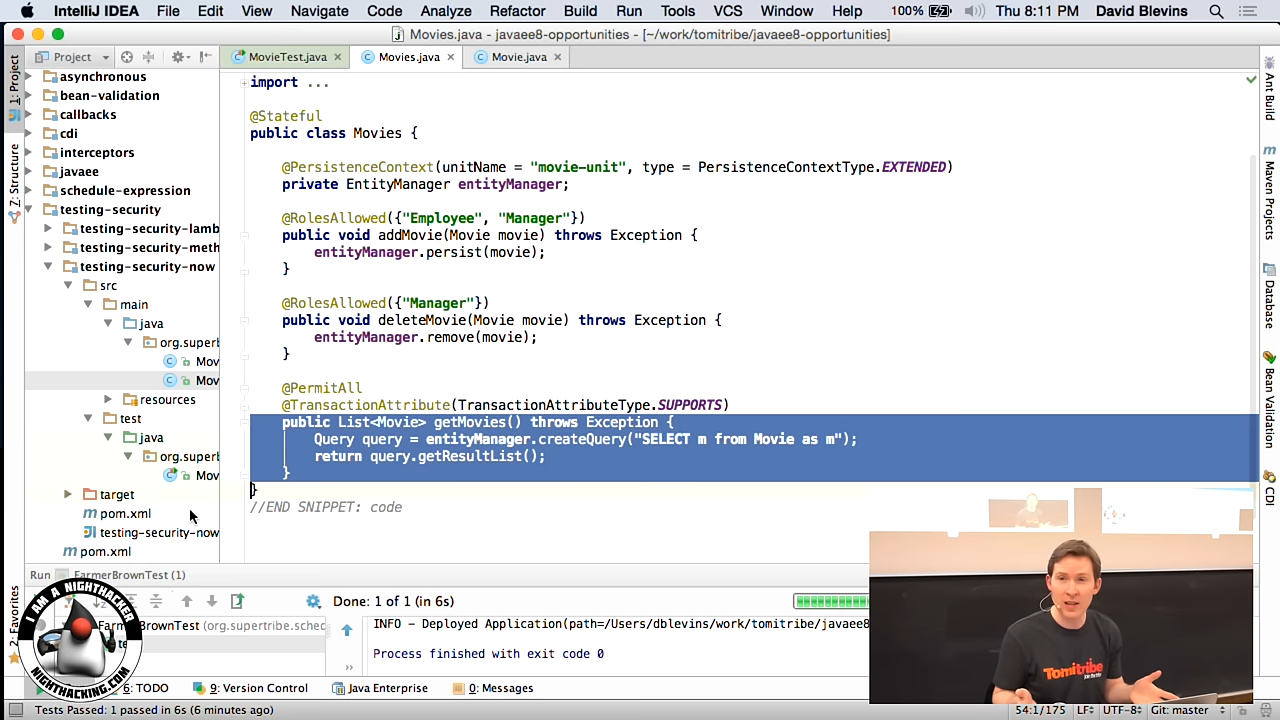 IntelliJ IDEA File Edit View Navigate Code Analyze Refactor Build Run Tools VCS Window Help 100% Thu 8:11 PM David Blevins
Movies.java - javaee8-opportunities - [~/work/tomitribe/javaee8-opportunities]
Project
MovieTest.java
Movies.java
Movie.java
1: Project
Z: Structure
2: Favorites
asynchronous
bean-validation
callbacks
cdi
interceptors
javaee
schedule-expression
testing-security
testing-security-lamb
testing-security-meth
testing-security-now
src
main
java
org.superb
Mov
Mov
resources
test
java
org.superb
Mov
target
pom.xml
testing-security-now
pom.xml
import ...
@Stateful
public class Movies {
@PersistenceContext(unitName = "movie-unit", type = PersistenceContextType.EXTENDED)
private EntityManager entityManager;
@RolesAllowed({"Employee", "Manager"})
public void addMovie(Movie movie) throws Exception {
entityManager.persist(movie);
}
@RolesAllowed({"Manager"})
public void deleteMovie(Movie movie) throws Exception {
entityManager.remove(movie);
}
@PermitAll
@TransactionAttribute(TransactionAttributeType.SUPPORTS)
public List<Movie> getMovies() throws Exception {
Query query = entityManager.createQuery("SELECT m from Movie as m");
return query.getResultList();
}
}
//END SNIPPET: code
Ant Build
Maven Projects
Database
Bean Validation
CDI
Run FarmerBrownTest (1)
Done: 1 of 1 (in 6s)
FarmerBrownTest (org.supertribe.sched
te
INFO - Deployed Application(path=/Users/dblevins/work/tomitribe/javaee8
Process finished with exit code 0
I AM A NIGHTHACKER
NIGHTHACKING.COM
Tomitribe
6: TODO
9: Version Control
Java Enterprise
0: Messages
Tests Passed: 1 passed in 6s (6 minutes ago)
54:1/175 LF UTF-8 Git: master